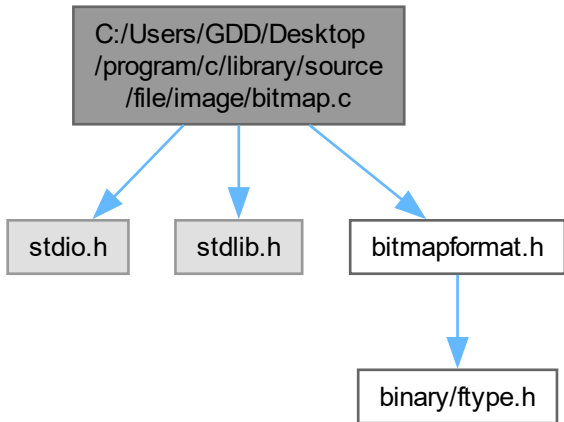 C:/Users/GDD/Desktop
/program/c/library/source
/file/image/bitmap.c
stdio.h
stdlib.h
bitmapformat.h
binary/ftype.h